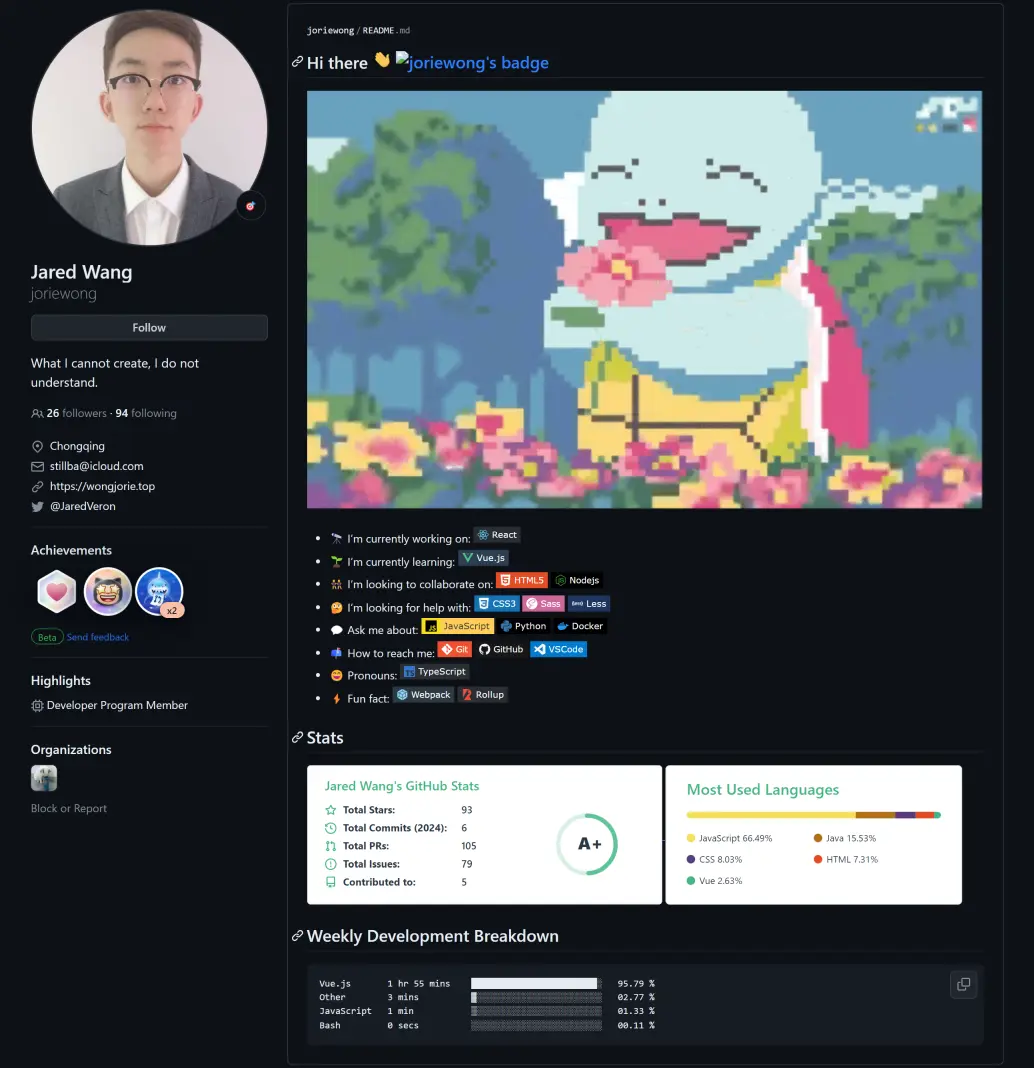 Jared Wang
joriewong
Follow
What I cannot create, I do not
understand.
26 followers · 94 following
Chongqing
stillba@icloud.com
https://wongjorie.top
@JaredVeron
Achievements
x2
Beta Send feedback
Highlights
Developer Program Member
Organizations
Block or Report
joriewong / README.md
Hi there 👋 joriewong's badge
I'm currently working on: React
I'm currently learning: Vue.js
I'm looking to collaborate on: HTML5 Nodejs
I'm looking for help with: CSS3 Sass {less} Less
Ask me about: JS JavaScript Python Docker
How to reach me: Git GitHub VSCode
Pronouns: TS TypeScript
Fun fact: Webpack Rollup
Stats
Jared Wang's GitHub Stats
Total Stars: 93
Total Commits (2024): 6
Total PRs: 105
Total Issues: 79
Contributed to: 5
A+
Most Used Languages
JavaScript 66.49% Java 15.53%
CSS 8.03% HTML 7.31%
Vue 2.63%
Weekly Development Breakdown
Vue.js 1 hr 55 mins 95.79 %
Other 3 mins 02.77 %
JavaScript 1 min 01.33 %
Bash 0 secs 00.11 %